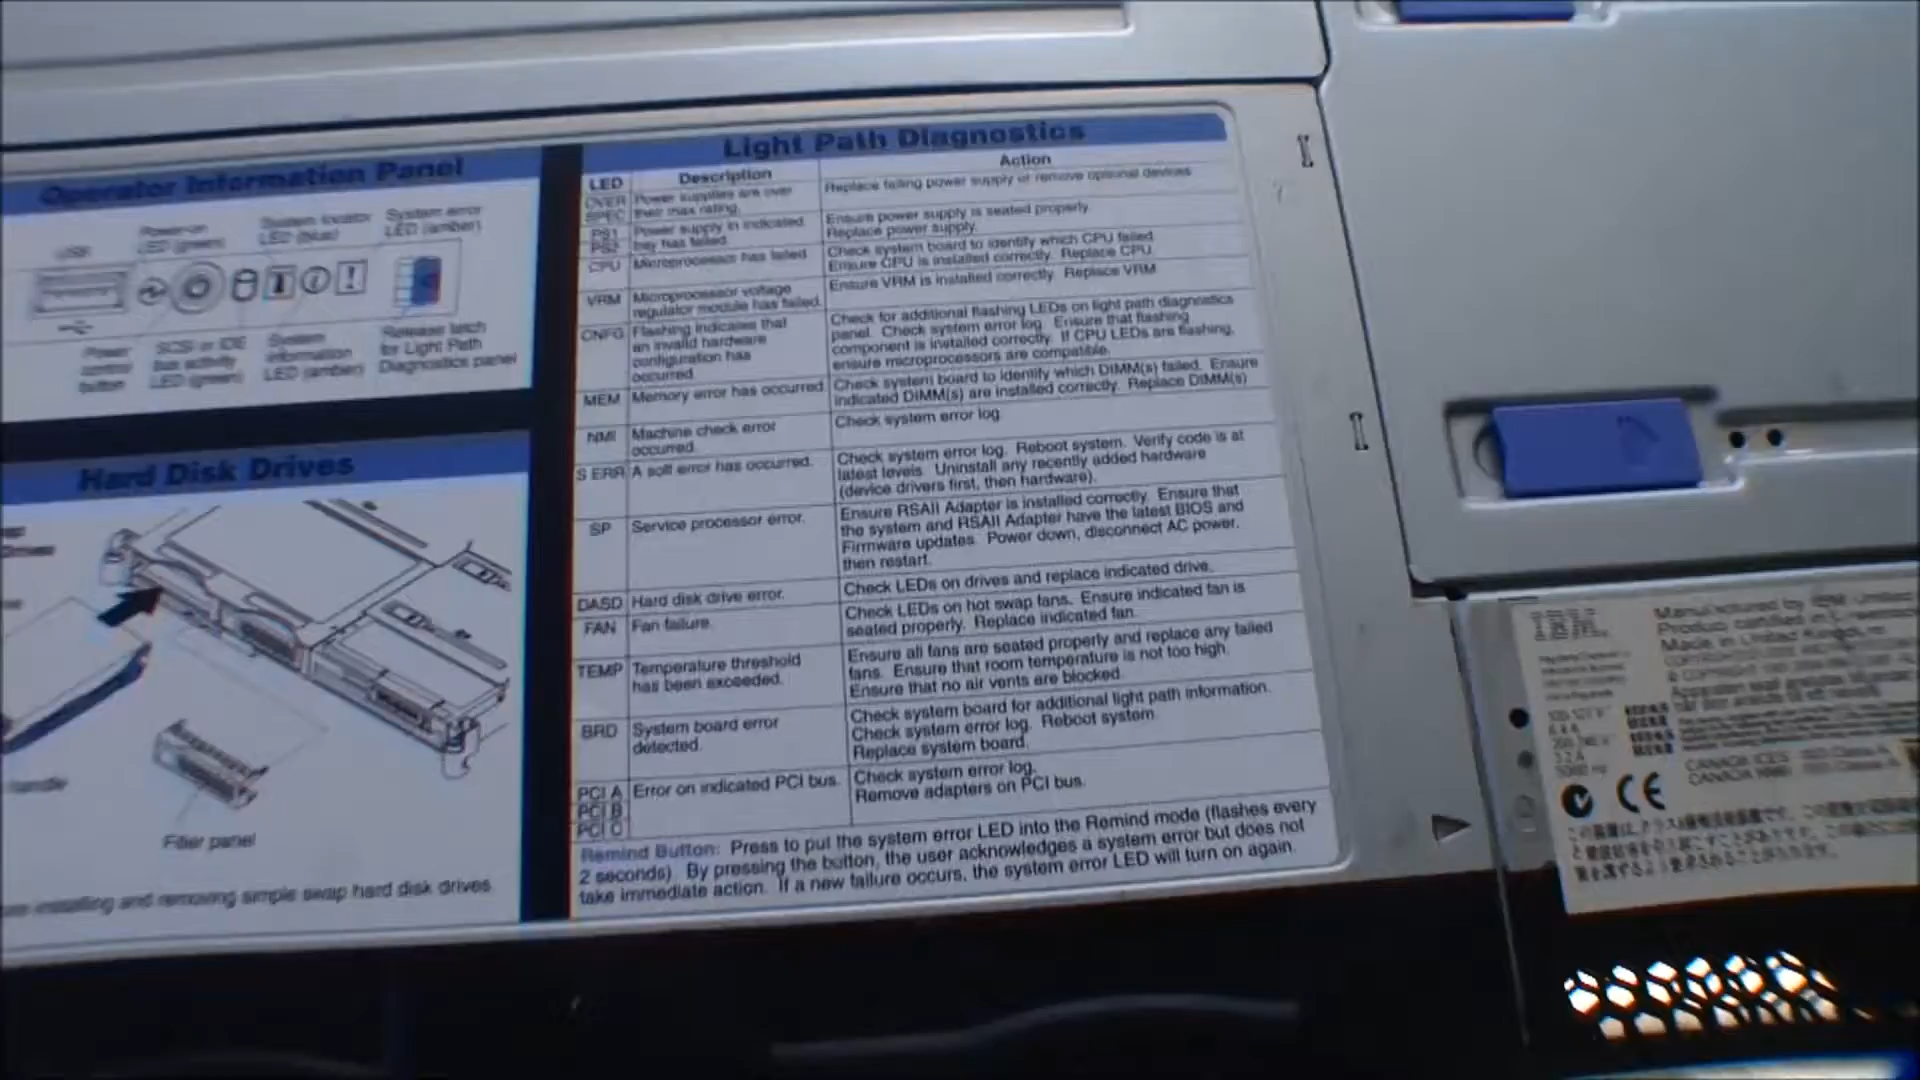 Operator Information Panel
USB
Power-on
LED (green)
System locator
LED (blue)
System error
LED (amber)
Power
control
button
SCSI or IDE
bus activity
LED (green)
System
information
LED (amber)
Release latch
for Light Path
Diagnostics panel
Hard Disk Drives
Drives
handle
Filler panel
installing and removing simple swap hard disk drives
Light Path Diagnostics
LED Description Action
OVER SPEC Power supplies are over
their max rating.
Replace failing power supply or remove optional devices
PS1
PS2
Power supply in indicated
bay has failed.
Ensure power supply is seated properly.
Replace power supply.
CPU Microprocessor has failed
Check system board to identify which CPU failed.
Ensure CPU is installed correctly. Replace CPU.
VRM Microprocessor voltage
regulator module has failed.
Ensure VRM is installed correctly. Replace VRM
CNFG Flashing indicates that
an invalid hardware
configuration has
occurred.
Check for additional flashing LEDs on light path diagnostics
panel. Check system error log. Ensure that flashing
component is installed correctly. If CPU LEDs are flashing,
ensure microprocessors are compatible.
MEM Memory error has occurred
Check system board to identify which DIMM(s) failed. Ensure
indicated DIMM(s) are installed correctly. Replace DIMM(s)
NMI Machine check error
occurred.
Check system error log.
S ERR A soft error has occurred.
Check system error log. Reboot system. Verify code is at
latest levels. Uninstall any recently added hardware
(device drivers first, then hardware).
SP Service processor error.
Ensure RSAII Adapter is installed correctly. Ensure that
the system and RSAII Adapter have the latest BIOS and
Firmware updates. Power down, disconnect AC power,
then restart.
DASD Hard disk drive error.
Check LEDs on drives and replace indicated drive.
FAN Fan failure.
Check LEDs on hot swap fans. Ensure indicated fan is
seated properly. Replace indicated fan.
TEMP Temperature threshold
has been exceeded.
Ensure all fans are seated properly and replace any failed
fans. Ensure that room temperature is not too high.
Ensure that no air vents are blocked.
BRD System board error
detected.
Check system board for additional light path information.
Check system error log. Reboot system.
Replace system board.
PCI A
PCI B
PCI C
Error on indicated PCI bus.
Check system error log.
Remove adapters on PCI bus.
Remind Button: Press to put the system error LED into the Remind mode (flashes every
2 seconds). By pressing the button, the user acknowledges a system error but does not
take immediate action. If a new failure occurs, the system error LED will turn on again.
IBM
Manufactured by IBM United
Product certified in
Made in United Kingdom
CE